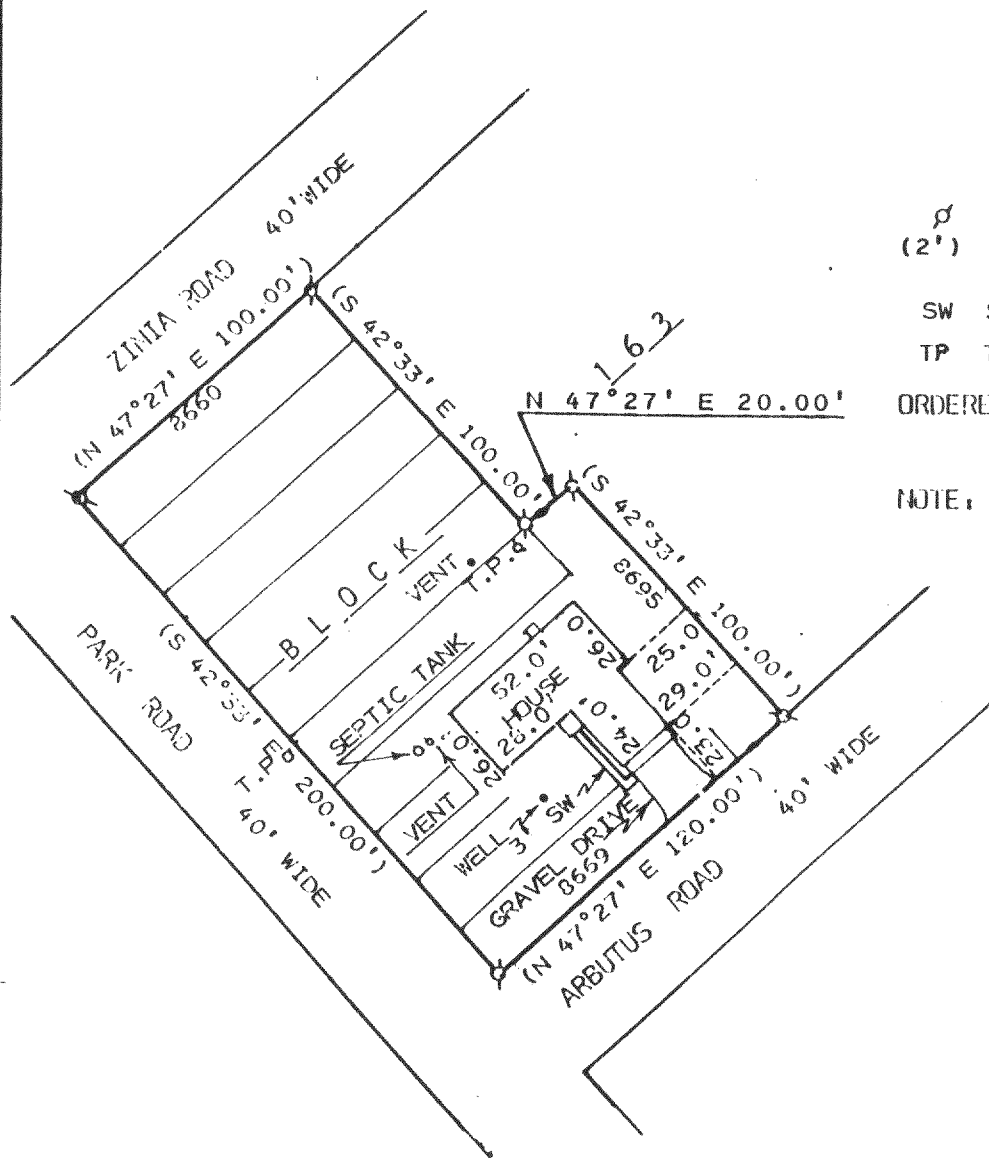 40' WIDE
ZINIA ROAD
(N 47°27' E 100.00')
8660
(S 42°33' E 100.00')
163
N 47°27' E 20.00'
(2')
SW
TP
ORDERE
NOTE:
(S 42°33' E 100.00')
8695
T.P.
VENT
BLOCK
PARK ROAD
40' WIDE
(S 42°33' E 200.00')
T.P.
SEPTIC TANK
52.0'
HOUSE
28.0'
26.0
25.0
29.0'
24.0'
23.0
26.0
VENT
WELL
SW
GRAVEL DRIVE
8669
(N 47°27' E 120.00')
40' WIDE
ARBUTUS ROAD